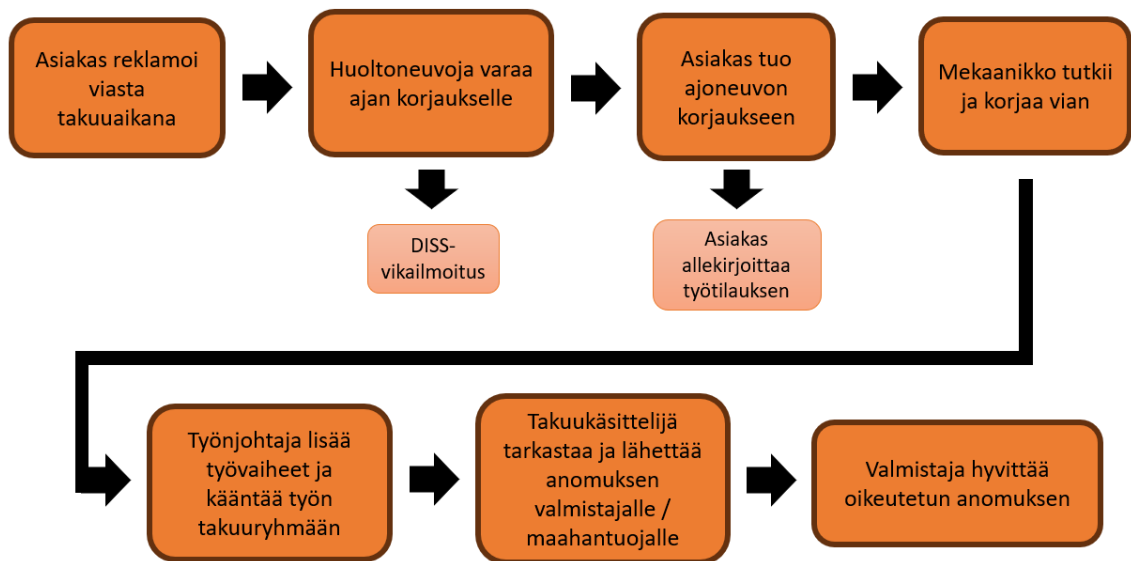 Asiakas reklamoi
viasta
takuuaikana
Huoltoneuvoja varaa
ajan korjaukselle
Asiakas tuo
ajoneuvon
korjaukseen
Mekaanikko tutkii
ja korjaa vian
DISS-
vikailmoitus
Asiakas
allekirjoittaa
työtilauksen
Työnjohtaja lisää
työvaiheet ja
kääntää työn
takuuryhmään
Takuukäsittelijä
tarkastaa ja lähettää
anomuksen
valmistajalle /
maahantuojalle
Valmistaja hyvittää
oikeutetun anomuksen